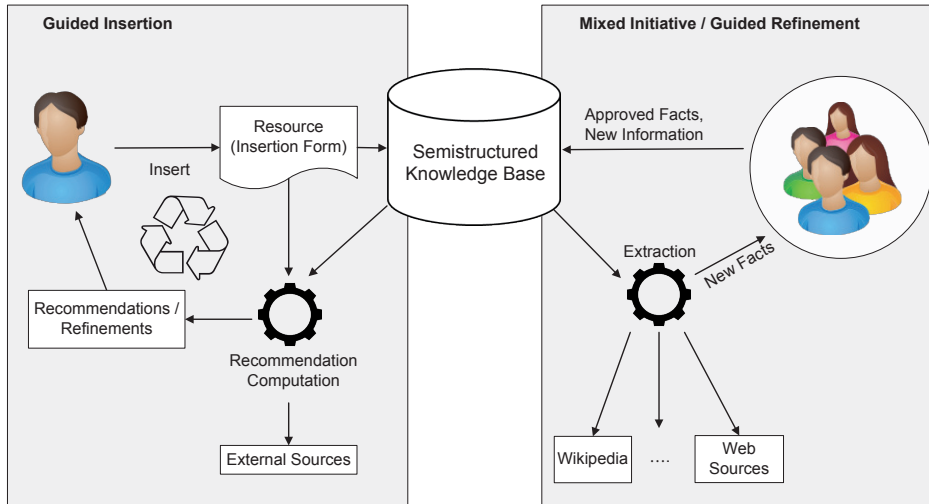 Guided Insertion
Insert
Resource
(Insertion Form)
Recommendations /
Refinements
Recommendation
Computation
External Sources
Semistructured
Knowledge Base
Mixed Initiative / Guided Refinement
Approved Facts,
New Information
Extraction
New Facts
Wikipedia
....
Web
Sources